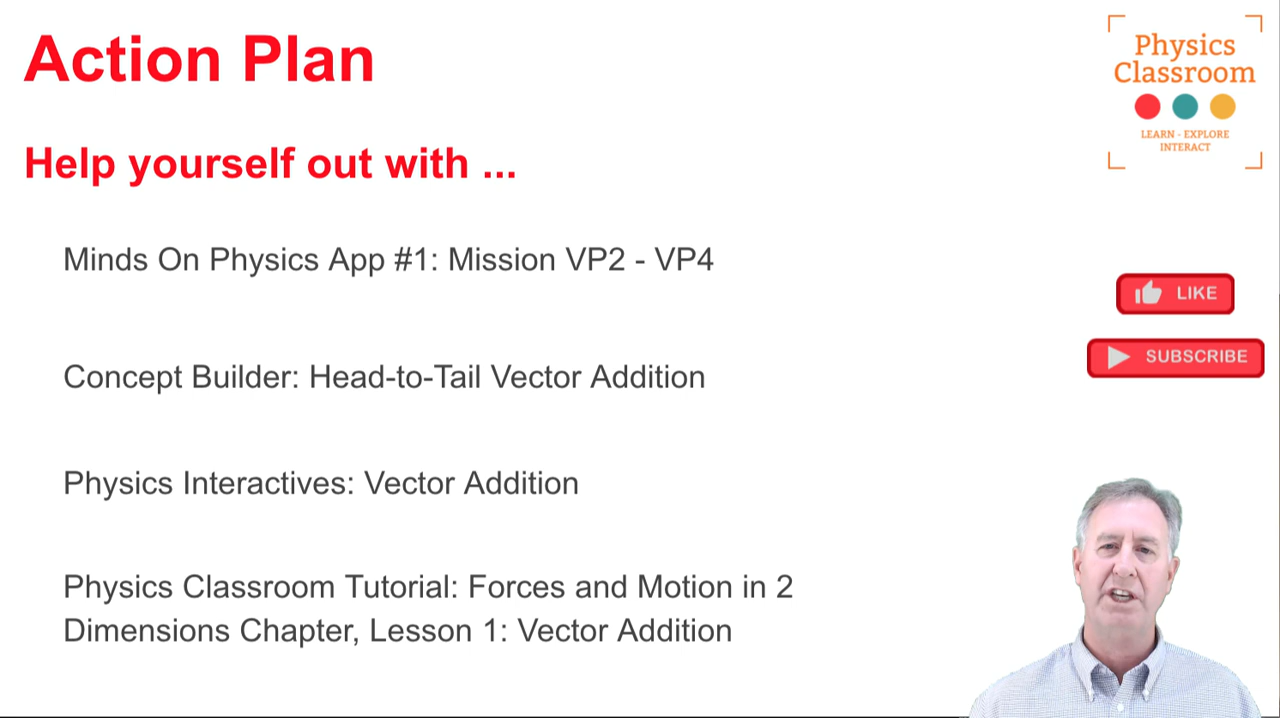 Action Plan
Physics
Classroom
LEARN - EXPLORE
INTERACT
Help yourself out with ...
Minds On Physics App #1: Mission VP2 - VP4
LIKE
SUBSCRIBE
Concept Builder: Head-to-Tail Vector Addition
Physics Interactives: Vector Addition
Physics Classroom Tutorial: Forces and Motion in 2
Dimensions Chapter, Lesson 1: Vector Addition